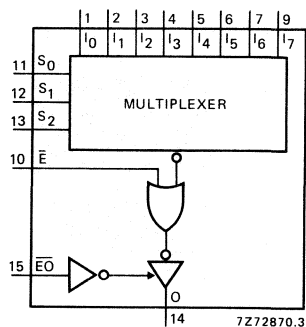 1 2 3 4 5 6 7 9
I0 I1 I2 I3 I4 I5 I6 I7
11 S0
12 S1
13 S2
MULTIPLEXER
10 E̅
15 E̅O̅
O
14
7Z72870.3